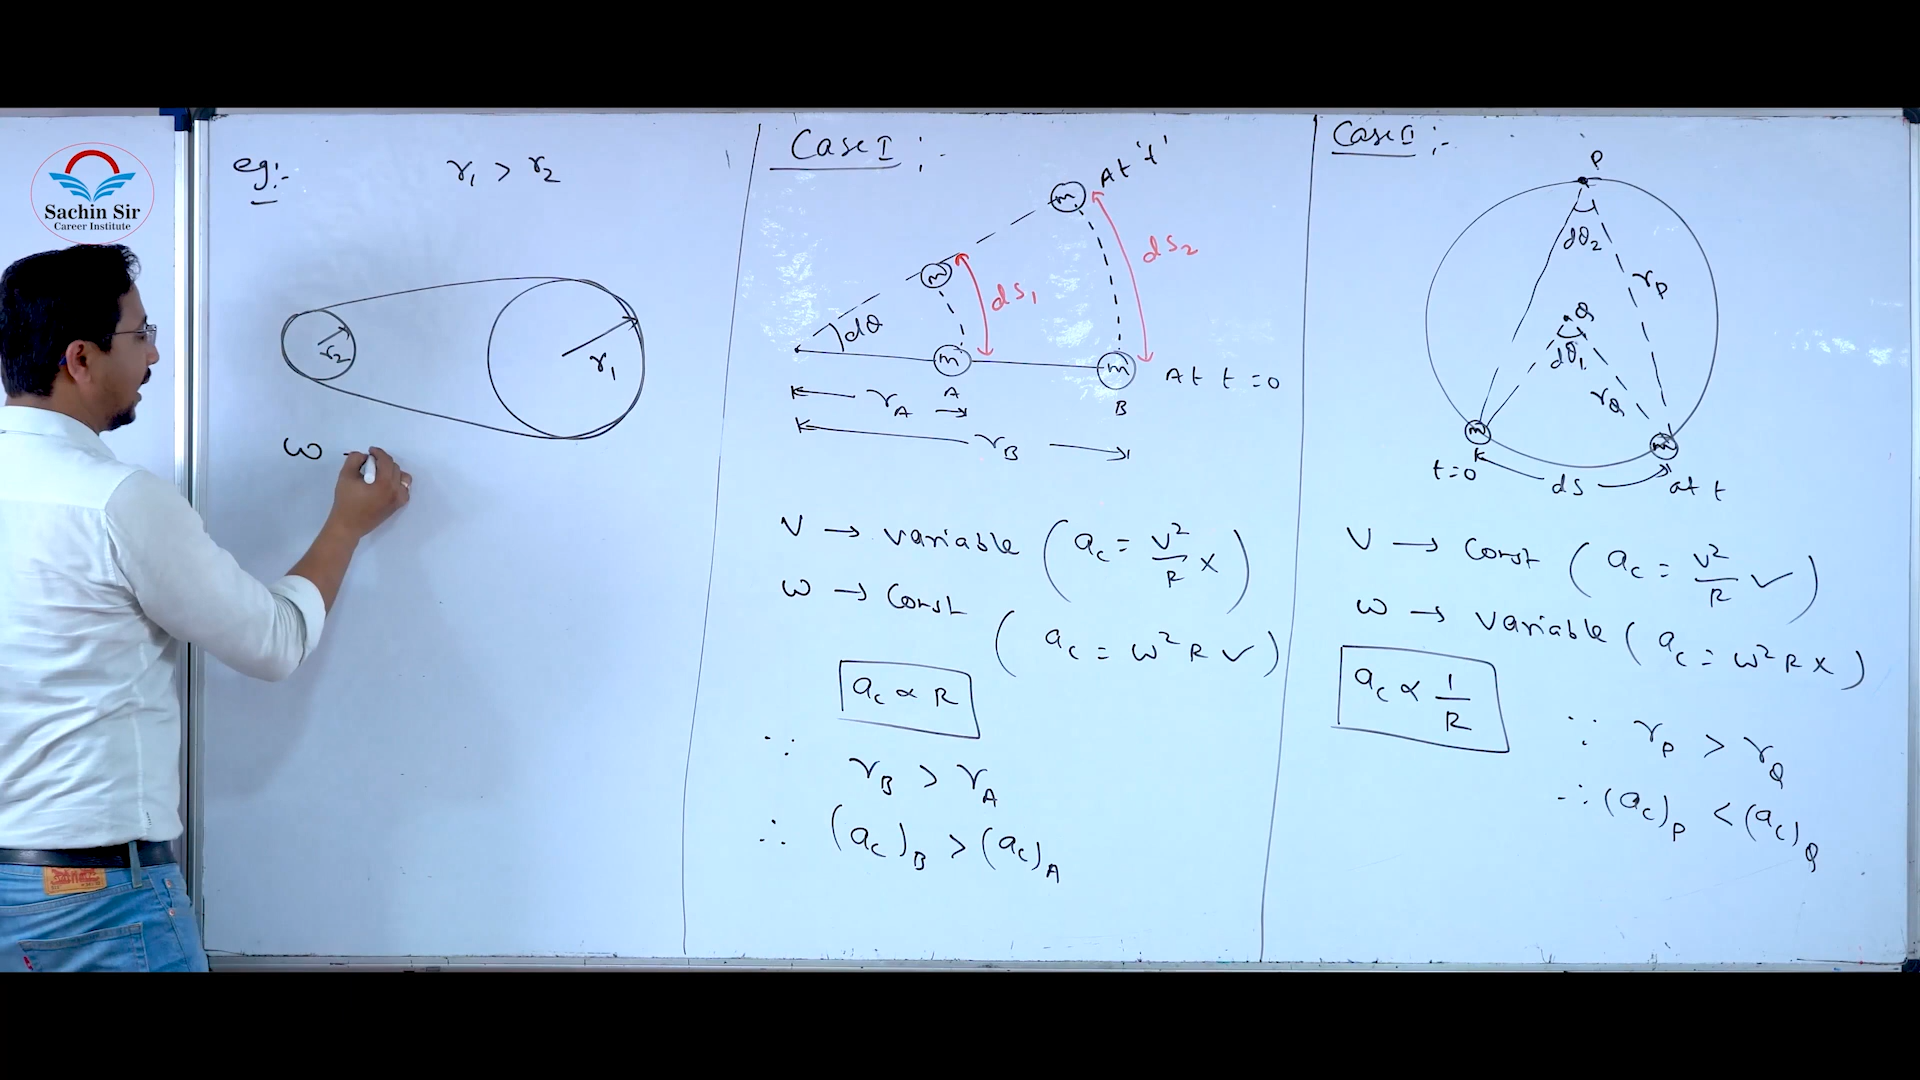 Sachin Sir
Career Institute
eg:-
r₁ > r₂
r₂
r₁
ω -
Case I :-
At 't'
m
m
dS₁
dS₂
dθ
m
m
A
B
At t = 0
r_A
r_B
V → variable (a_c = V²/R ×)
ω → const
(a_c = ω²R ✓)
a_c ∝ R
∵ r_B > r_A
∴ (a_c)_B > (a_c)_A
Case II :-
P
dθ₂
r_P
Q
dθ₁
r_Q
m
m
t=0
dS
at t
V → Const (a_c = V²/R ✓)
ω → variable (a_c = ω²R ×)
a_c ∝ 1/R
∵ r_P > r_Q
∴ (a_c)_P < (a_c)_Q